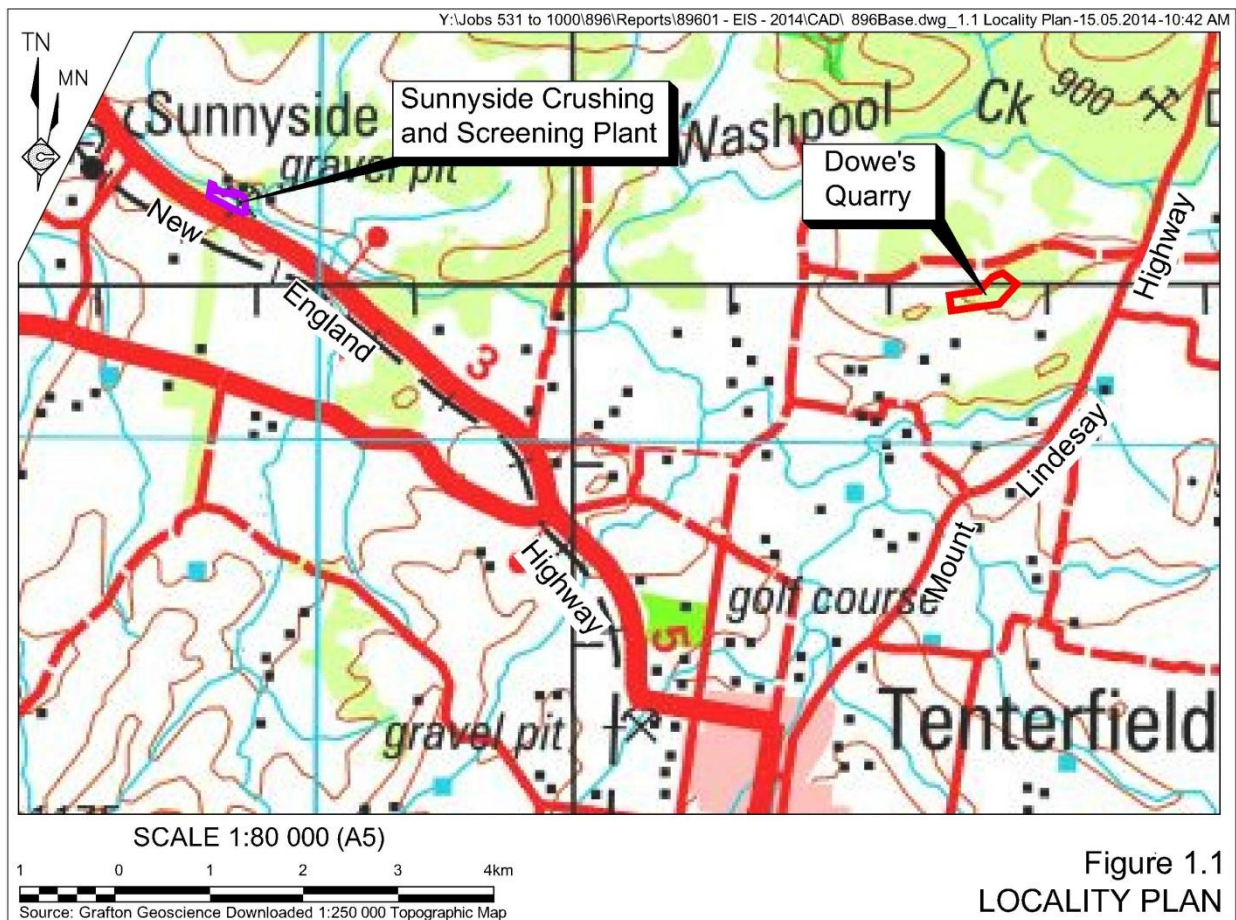 Y:\Jobs 531 to 1000\896\Reports\89601 - EIS - 2014\CAD\ 896Base.dwg_1.1 Locality Plan-15.05.2014-10:42 AM
TN
MN
Sunnyside
gravel pit
Sunnyside Crushing
and Screening Plant
Washpool
Ck
900
Dowe's
Quarry
New
England
Highway
3
Highway
Lindesay
Mount
golf course
5
gravel pit
Tenterfield
SCALE 1:80 000 (A5)
1 0 1 2 3 4km
Source: Grafton Geoscience Downloaded 1:250 000 Topographic Map
Figure 1.1
LOCALITY PLAN